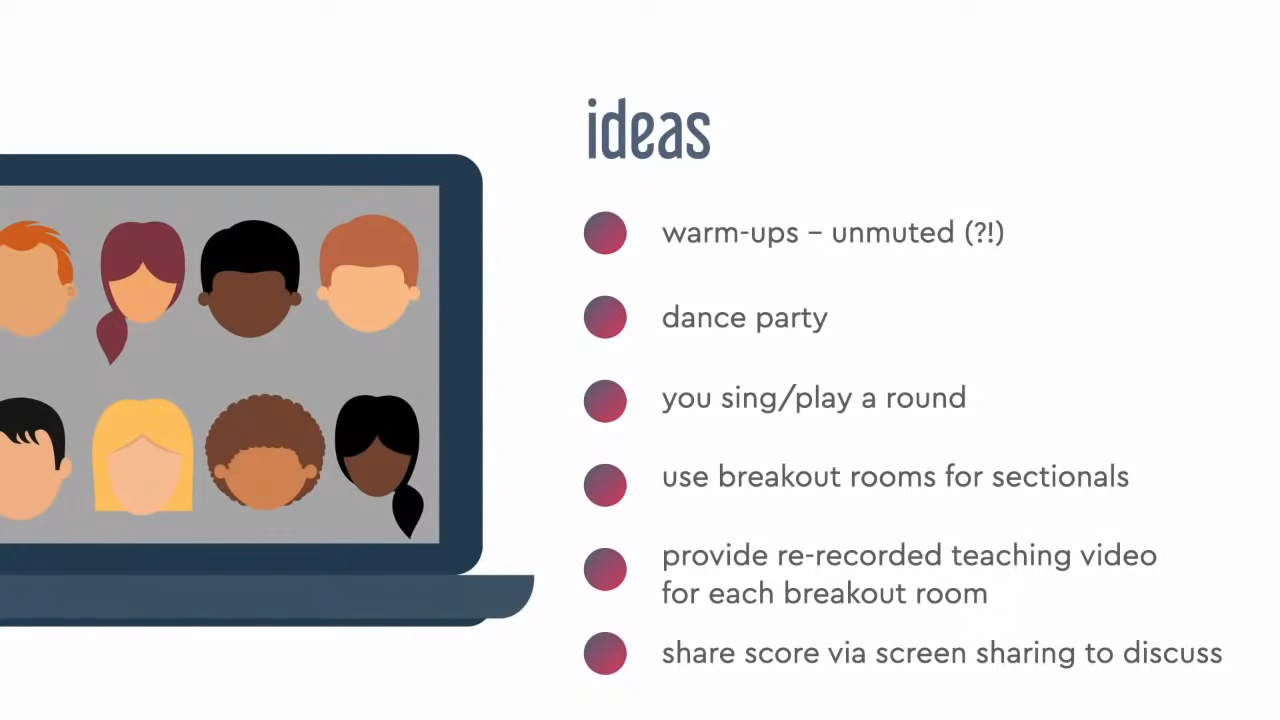 ideas
warm-ups – unmuted (?!)
dance party
you sing/play a round
use breakout rooms for sectionals
provide re-recorded teaching video
for each breakout room
share score via screen sharing to discuss